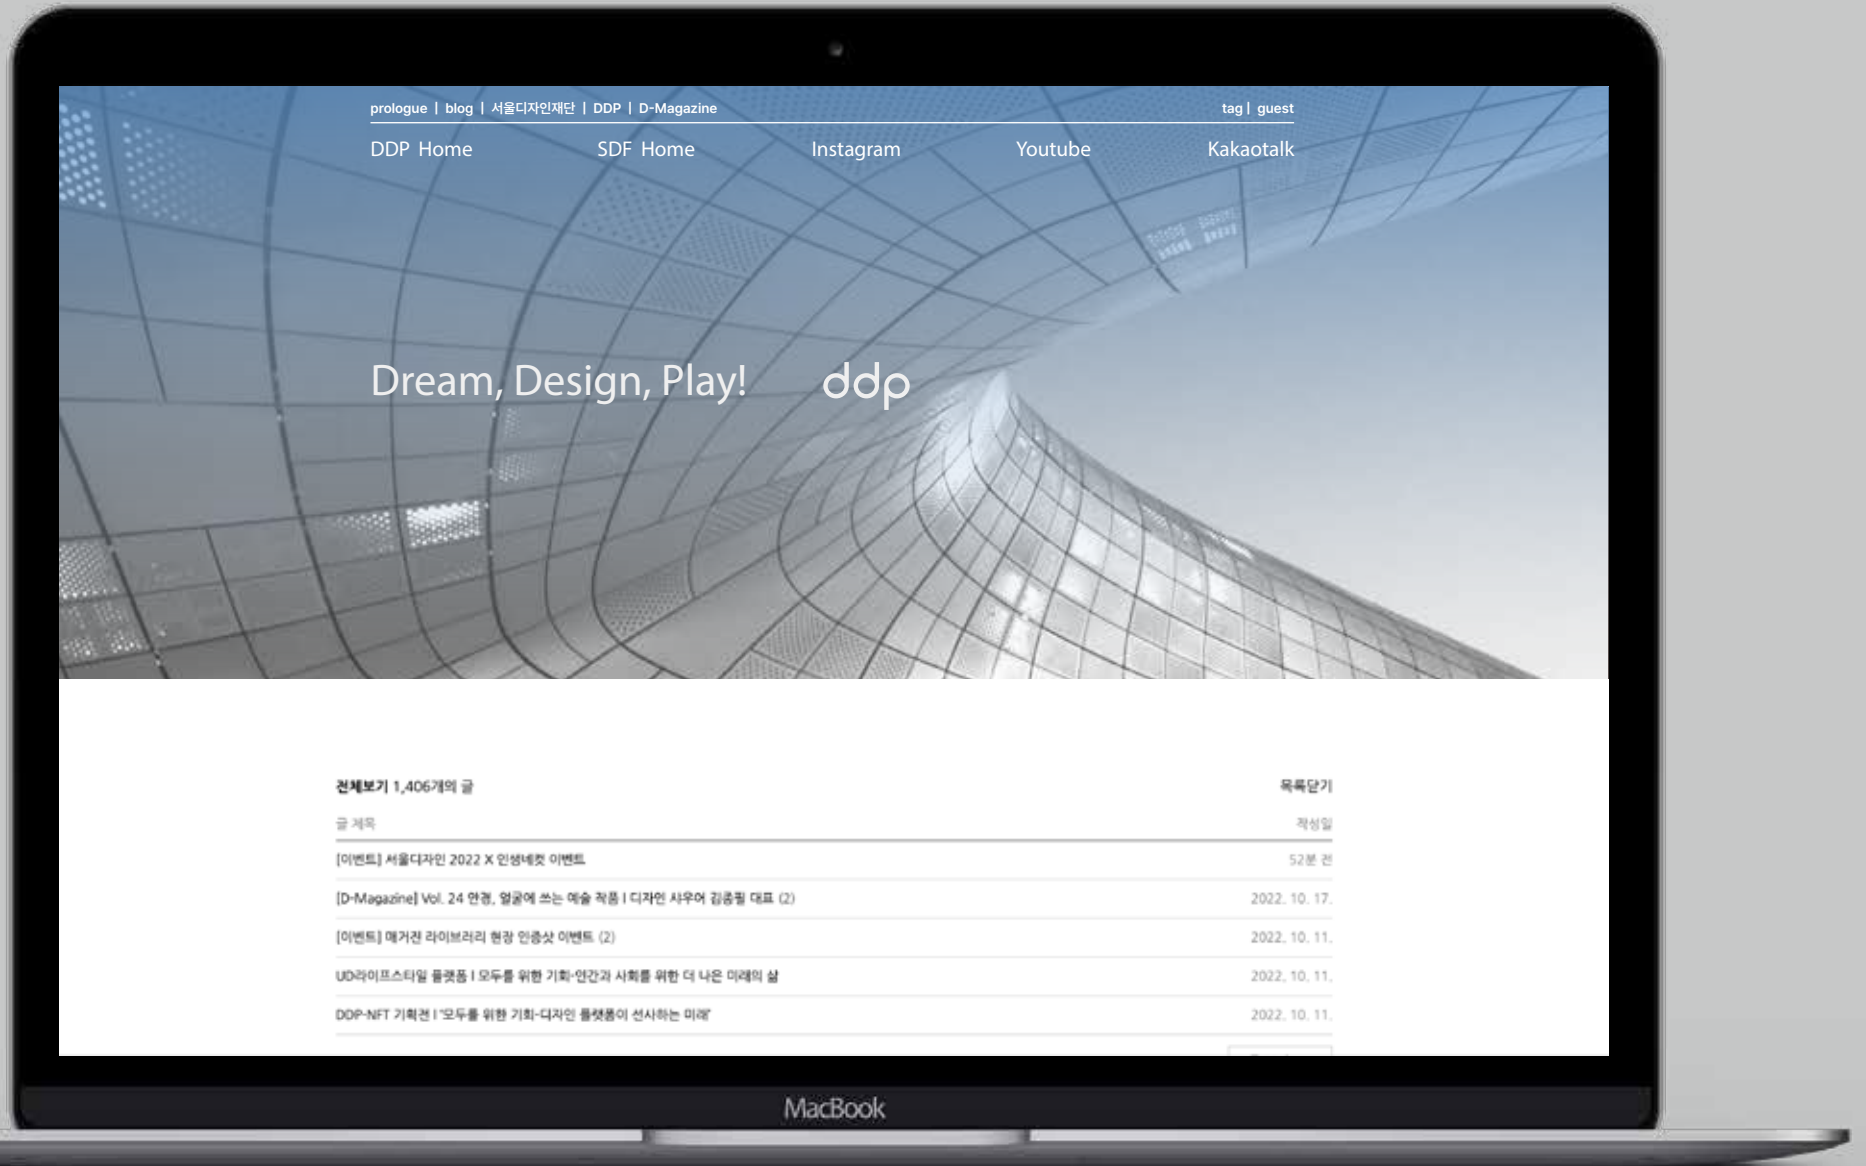 prologue | blog | 서울디자인재단 | DDP | D-Magazine
tag | guest
DDP Home
SDF Home
Instagram
Youtube
Kakaotalk
Dream, Design, Play!
ddp
전체보기 1,406개의 글
목록닫기
글 제목
작성일
[이벤트] 서울디자인 2022 X 인생네컷 이벤트
52분 전
[D-Magazine] Vol. 24 안경, 얼굴에 쓰는 예술 작품 I 디자인 샤우어 김종필 대표 (2)
2022. 10. 17.
[이벤트] 매거진 라이브러리 현장 인증샷 이벤트 (2)
2022. 10. 11.
UD라이프스타일 플랫폼 I 모두를 위한 기회-인간과 사회를 위한 더 나은 미래의 삶
2022. 10. 11.
DDP-NFT 기획전 I '모두를 위한 기회-디자인 플랫폼이 선사하는 미래'
2022. 10. 11.
MacBook